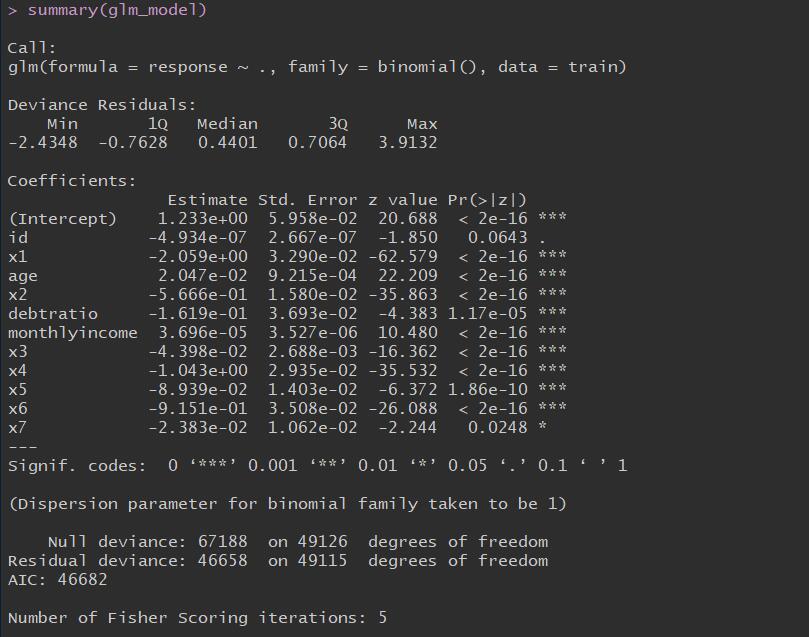 > summary(glm_model)
Call:
glm(formula = response ~ ., family = binomial(), data = train)
Deviance Residuals:
    Min      1Q  Median      3Q     Max
-2.4348 -0.7628  0.4401  0.7064  3.9132
Coefficients:
                Estimate Std. Error z value Pr(>|z|)
(Intercept)    1.233e+00  5.958e-02  20.688  < 2e-16 ***
id            -4.934e-07  2.667e-07  -1.850   0.0643 .
x1            -2.059e+00  3.290e-02 -62.579  < 2e-16 ***
age            2.047e-02  9.215e-04  22.209  < 2e-16 ***
x2            -5.666e-01  1.580e-02 -35.863  < 2e-16 ***
debtratio     -1.619e-01  3.693e-02  -4.383 1.17e-05 ***
monthlyincome  3.696e-05  3.527e-06  10.480  < 2e-16 ***
x3            -4.398e-02  2.688e-03 -16.362  < 2e-16 ***
x4            -1.043e+00  2.935e-02 -35.532  < 2e-16 ***
x5            -8.939e-02  1.403e-02  -6.372 1.86e-10 ***
x6            -9.151e-01  3.508e-02 -26.088  < 2e-16 ***
x7            -2.383e-02  1.062e-02  -2.244   0.0248 *
---
Signif. codes:  0 ‘***’ 0.001 ‘**’ 0.01 ‘*’ 0.05 ‘.’ 0.1 ‘ ’ 1
(Dispersion parameter for binomial family taken to be 1)
    Null deviance: 67188  on 49126  degrees of freedom
Residual deviance: 46658  on 49115  degrees of freedom
AIC: 46682
Number of Fisher Scoring iterations: 5